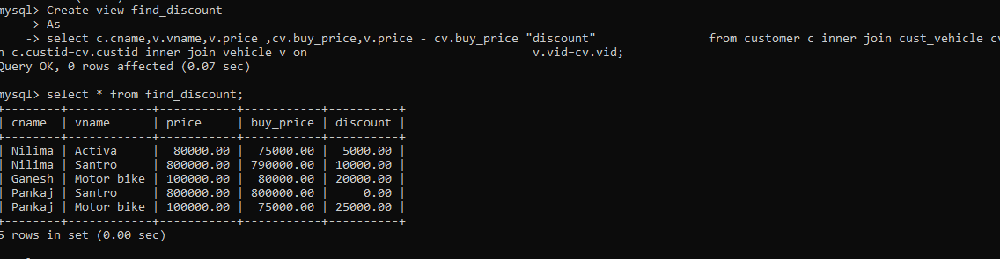 mysql> Create view find_discount
-> As
-> select c.cname,v.vname,v.price ,cv.buy_price,v.price - cv.buy_price "discount" from customer c inner join cust_vehicle cv
n c.custid=cv.custid inner join vehicle v on v.vid=cv.vid;
Query OK, 0 rows affected (0.07 sec)
mysql> select * from find_discount;
+--------+------------+-----------+-----------+----------+
| cname | vname | price | buy_price | discount |
+--------+------------+-----------+-----------+----------+
| Nilima | Activa | 80000.00 | 75000.00 | 5000.00 |
| Nilima | Santro | 800000.00 | 790000.00 | 10000.00 |
| Ganesh | Motor bike | 100000.00 | 80000.00 | 20000.00 |
| Pankaj | Santro | 800000.00 | 800000.00 | 0.00 |
| Pankaj | Motor bike | 100000.00 | 75000.00 | 25000.00 |
+--------+------------+-----------+-----------+----------+
5 rows in set (0.00 sec)